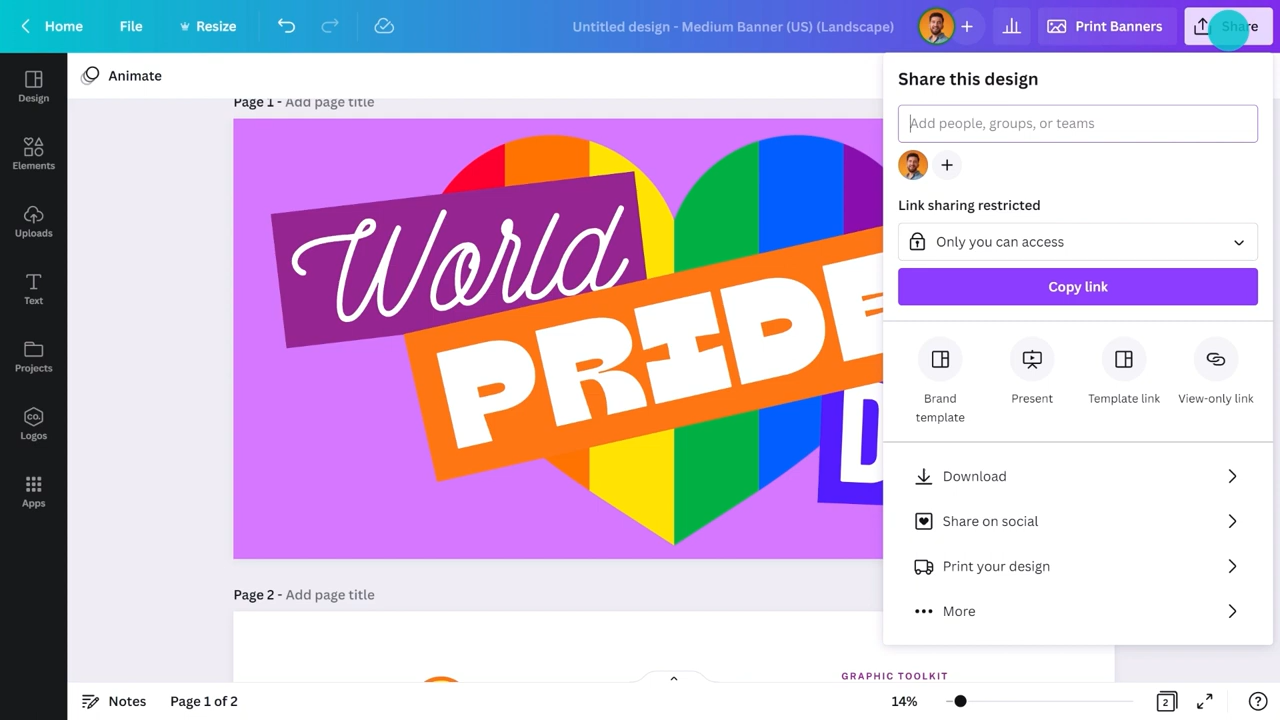 Home
File
Resize
Untitled design - Medium Banner (US) (Landscape)
Print Banners
Share
Design
Elements
Uploads
Text
Projects
CO.
Logos
Apps
Animate
Page 1 - Add page title
World
PRIDE
D
Page 2 - Add page title
GRAPHIC TOOLKIT
Share this design
Add people, groups, or teams
Link sharing restricted
Only you can access
Copy link
Brand
template
Present
Template link
View-only link
Download
Share on social
Print your design
More
Notes
Page 1 of 2
14%
2